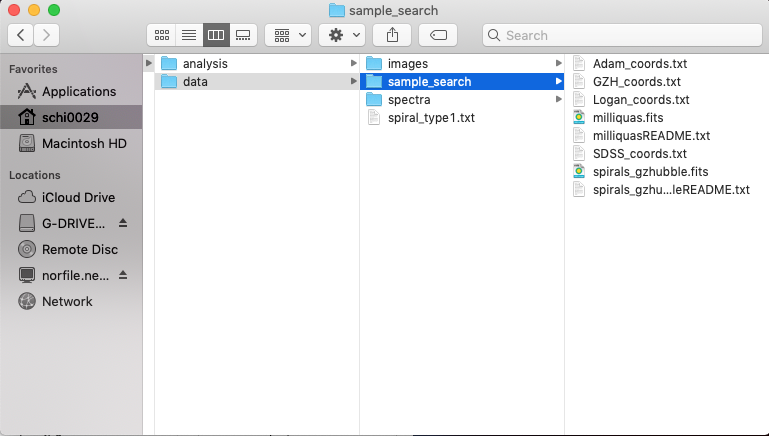 sample_search
Search
Favorites
Applications
schi0029
Macintosh HD
Locations
iCloud Drive
G-DRIVE...
Remote Disc
norfile.ne...
Network
analysis
data
images
sample_search
spectra
spiral_type1.txt
Adam_coords.txt
GZH_coords.txt
Logan_coords.txt
milliquas.fits
milliquasREADME.txt
SDSS_coords.txt
spirals_gzhubble.fits
spirals_gzhu...leREADME.txt